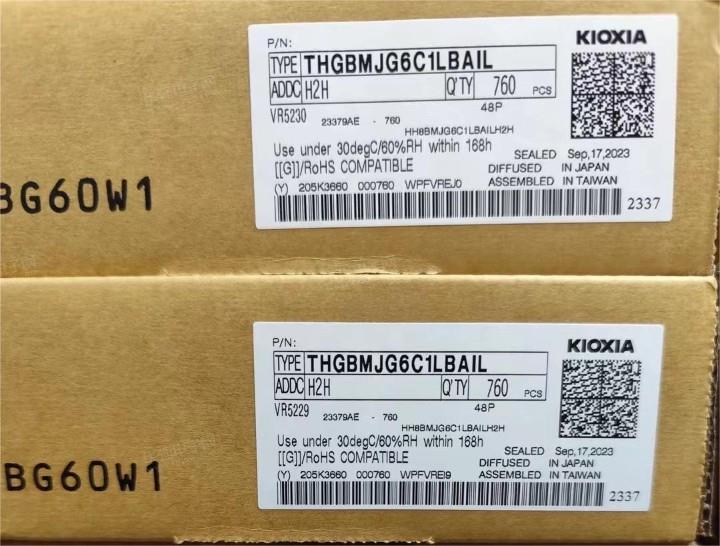 P/N:
KIOXIA
TYPE THGBMJG6C1LBAIL
ADDC H2H Q'TY 760 PCS
48P
VR5230 23379AE - 760
HH8BMJG6C1LBAILH2H
Use under 30degC/60%RH within 168h
SEALED Sep,17,2023
[[G]]/RoHS COMPATIBLE DIFFUSED IN JAPAN
ASSEMBLED IN TAIWAN
(Y) 205K3660 000760 WPFVREJ0
2337
BG60W1
P/N:
KIOXIA
TYPE THGBMJG6C1LBAIL
ADDC H2H Q'TY 760 PCS
48P
VR5229 23379AE - 760
HH8BMJG6C1LBAILH2H
Use under 30degC/60%RH within 168h
SEALED Sep,17,2023
[[G]]/RoHS COMPATIBLE DIFFUSED IN JAPAN
ASSEMBLED IN TAIWAN
(Y) 205K3660 000760 WPFVREI9
2337
BG60W1